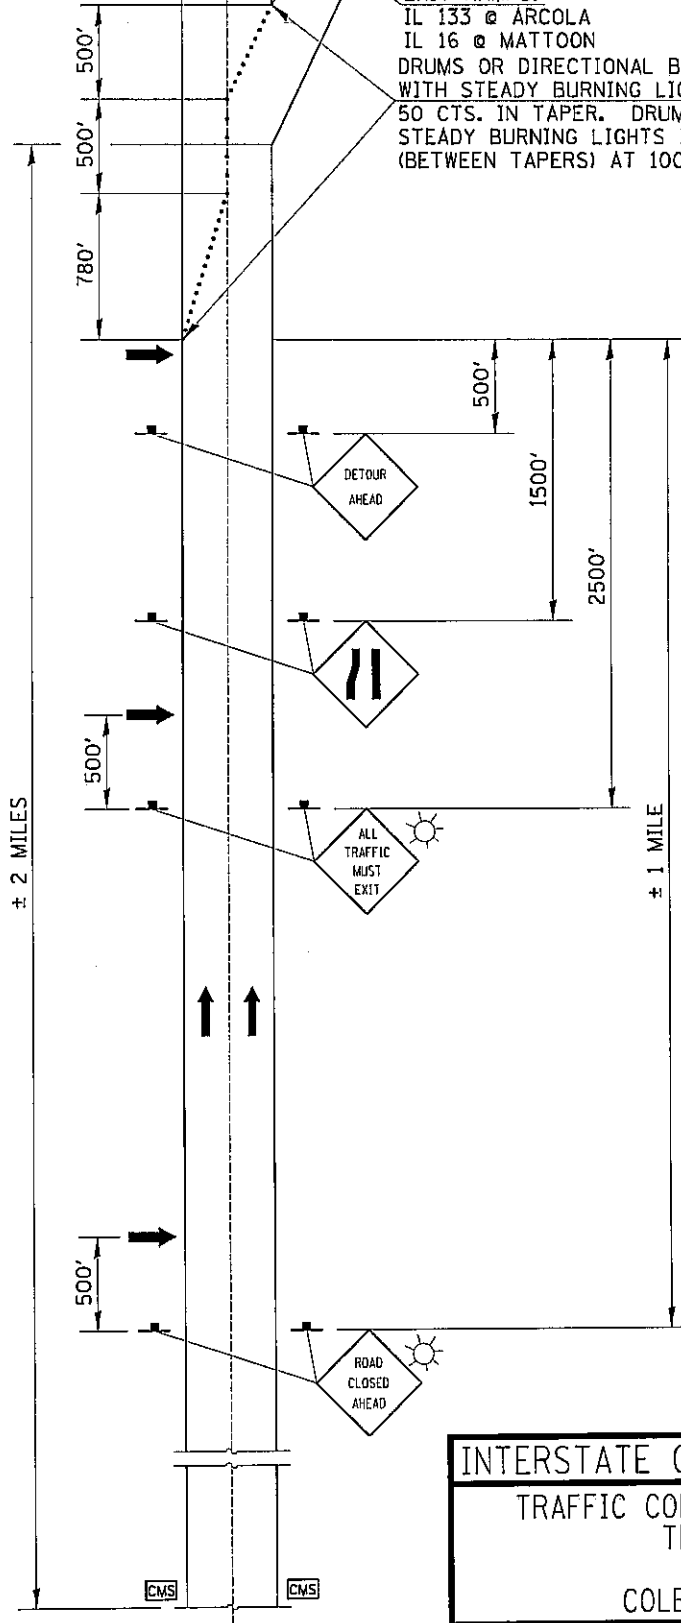 IL 133 @ ARCOLA
IL 16 @ MATTOON
DRUMS OR DIRECTIONAL B
WITH STEADY BURNING LI
50 CTS. IN TAPER. DRUM
STEADY BURNING LIGHTS
(BETWEEN TAPERS) AT 100
500'
500'
780'
500'
DETOUR
AHEAD
1500'
2500'
500'
ALL
TRAFFIC
MUST
EXIT
± 2 MILES
± 1 MILE
500'
ROAD
CLOSED
AHEAD
CMS
CMS
INTERSTATE
TRAFFIC CO
COLE